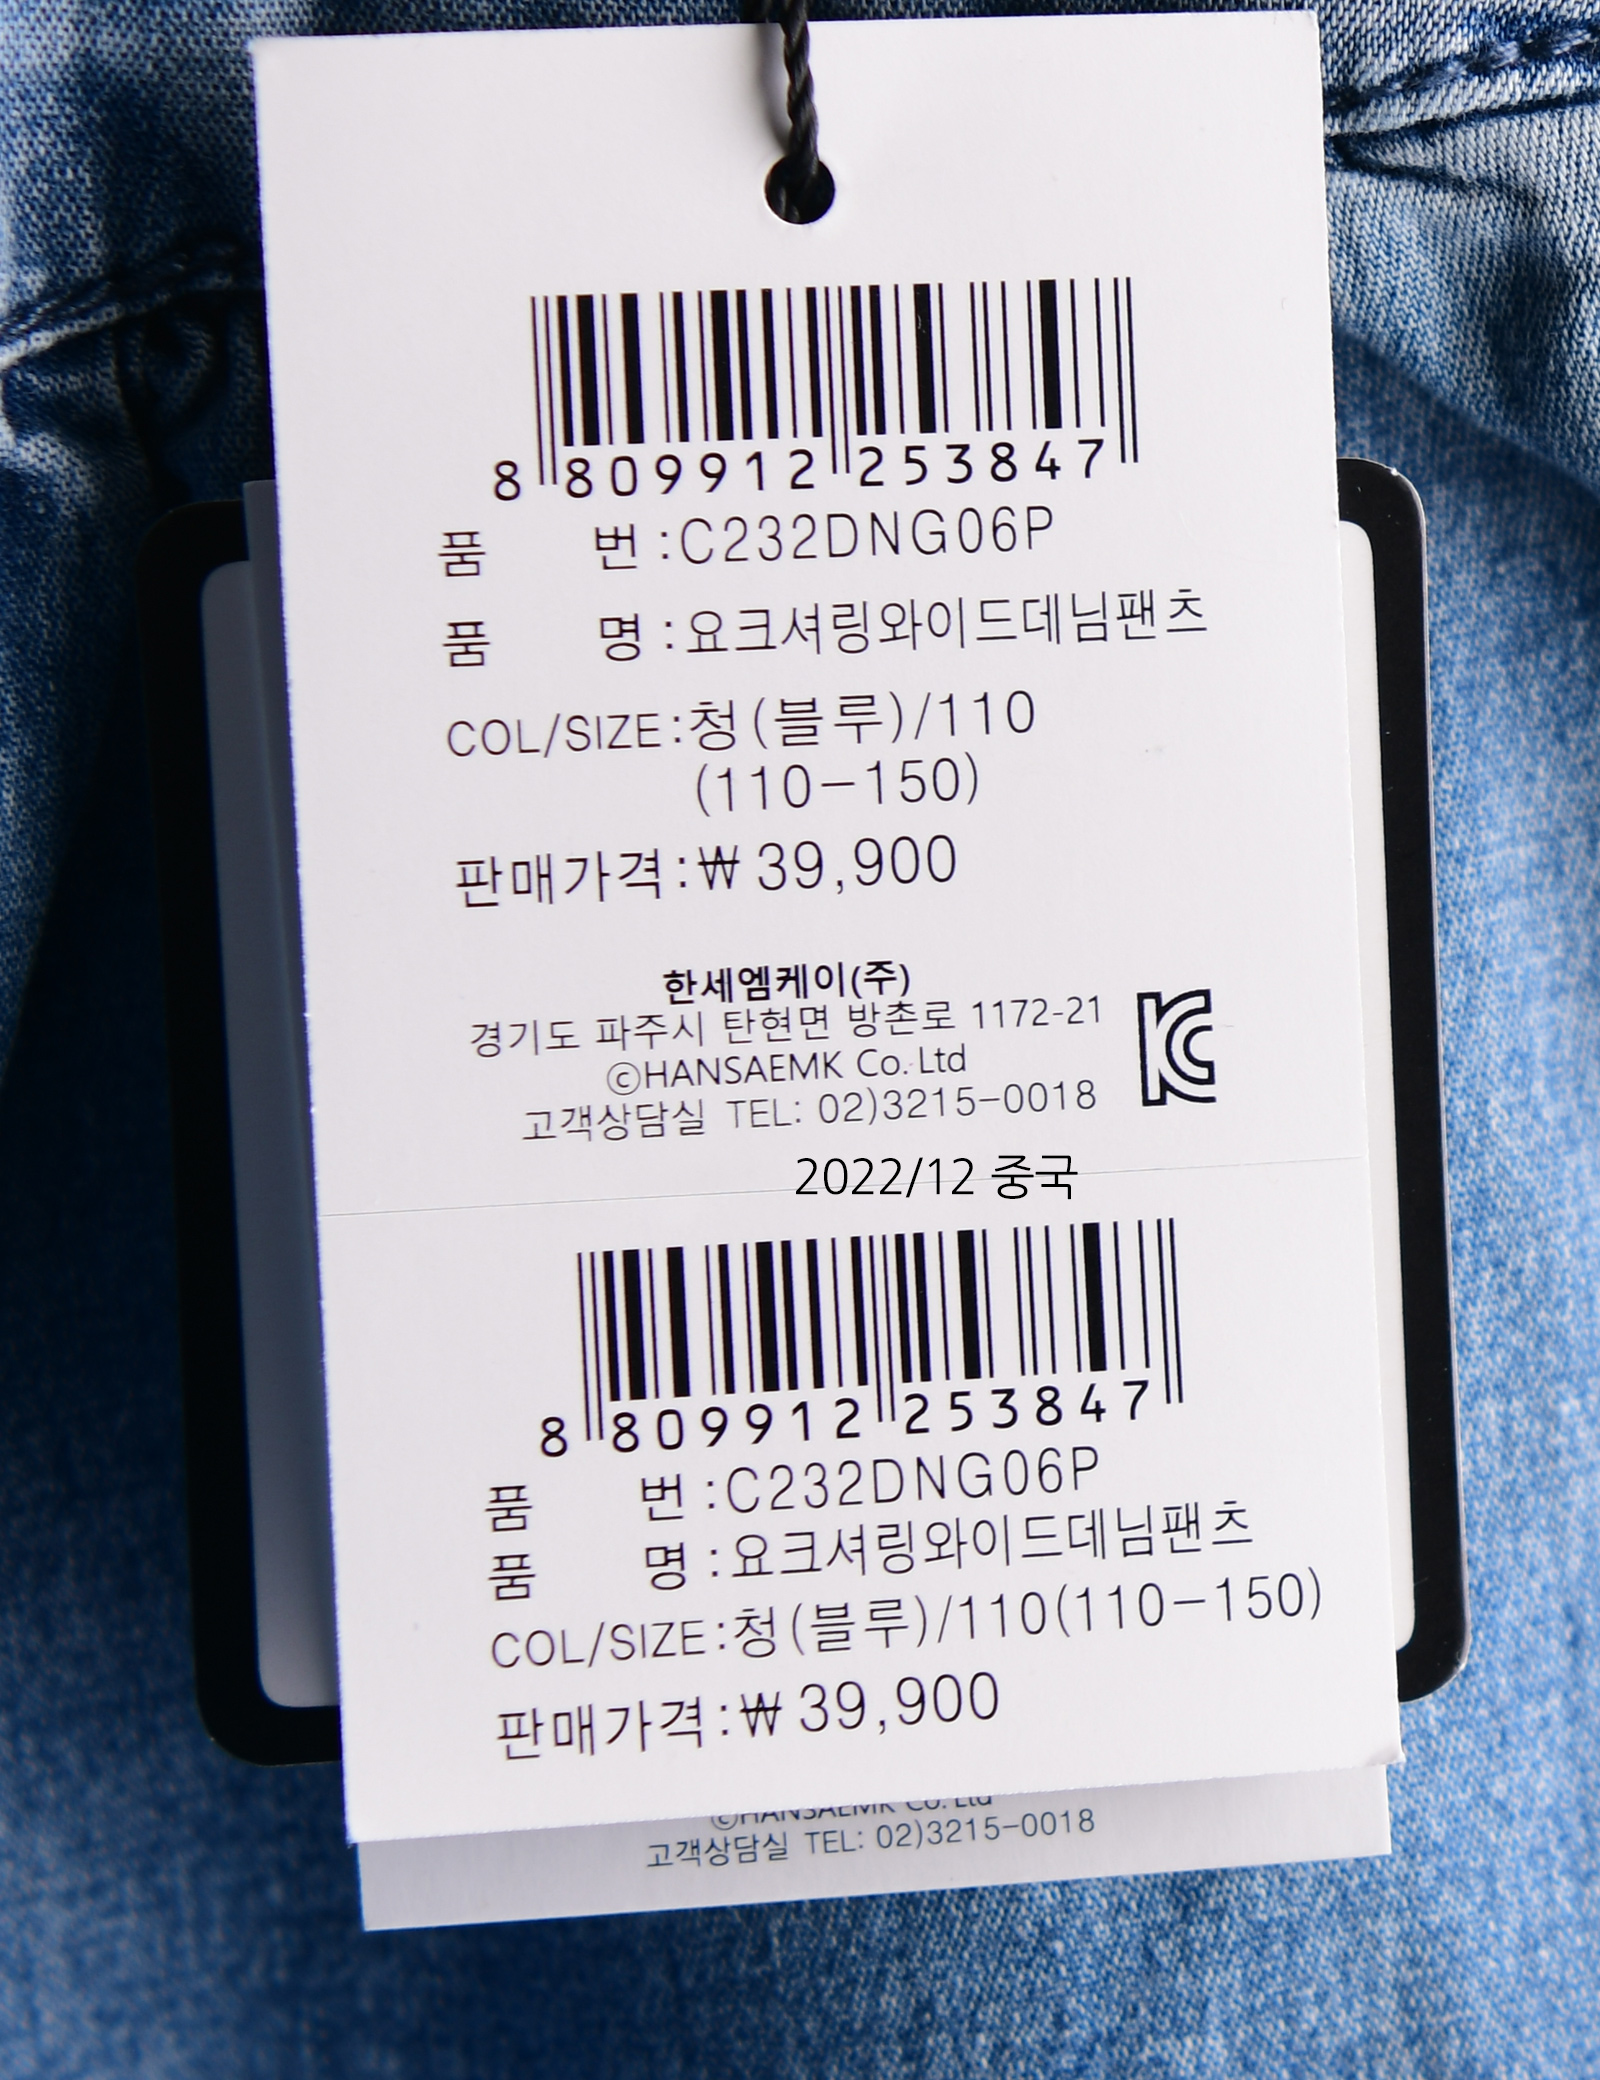 8 809912 253847
품 번 : C232DNG06P
품 명 : 요크셔링와이드데님팬츠
COL/SIZE : 청(블루)/110
(110-150)
판매가격 : ₩ 39,900
한세엠케이(주)
경기도 파주시 탄현면 방촌로 1172-21
ⓒHANSAEMK Co. Ltd
고객상담실 TEL: 02)3215-0018
2022/12 중국
8 809912 253847
품 번 : C232DNG06P
품 명 : 요크셔링와이드데님팬츠
COL/SIZE : 청(블루)/110(110-150)
판매가격 : ₩ 39,900
ⓒHANSAEMK Co. Ltd
고객상담실 TEL: 02)3215-0018